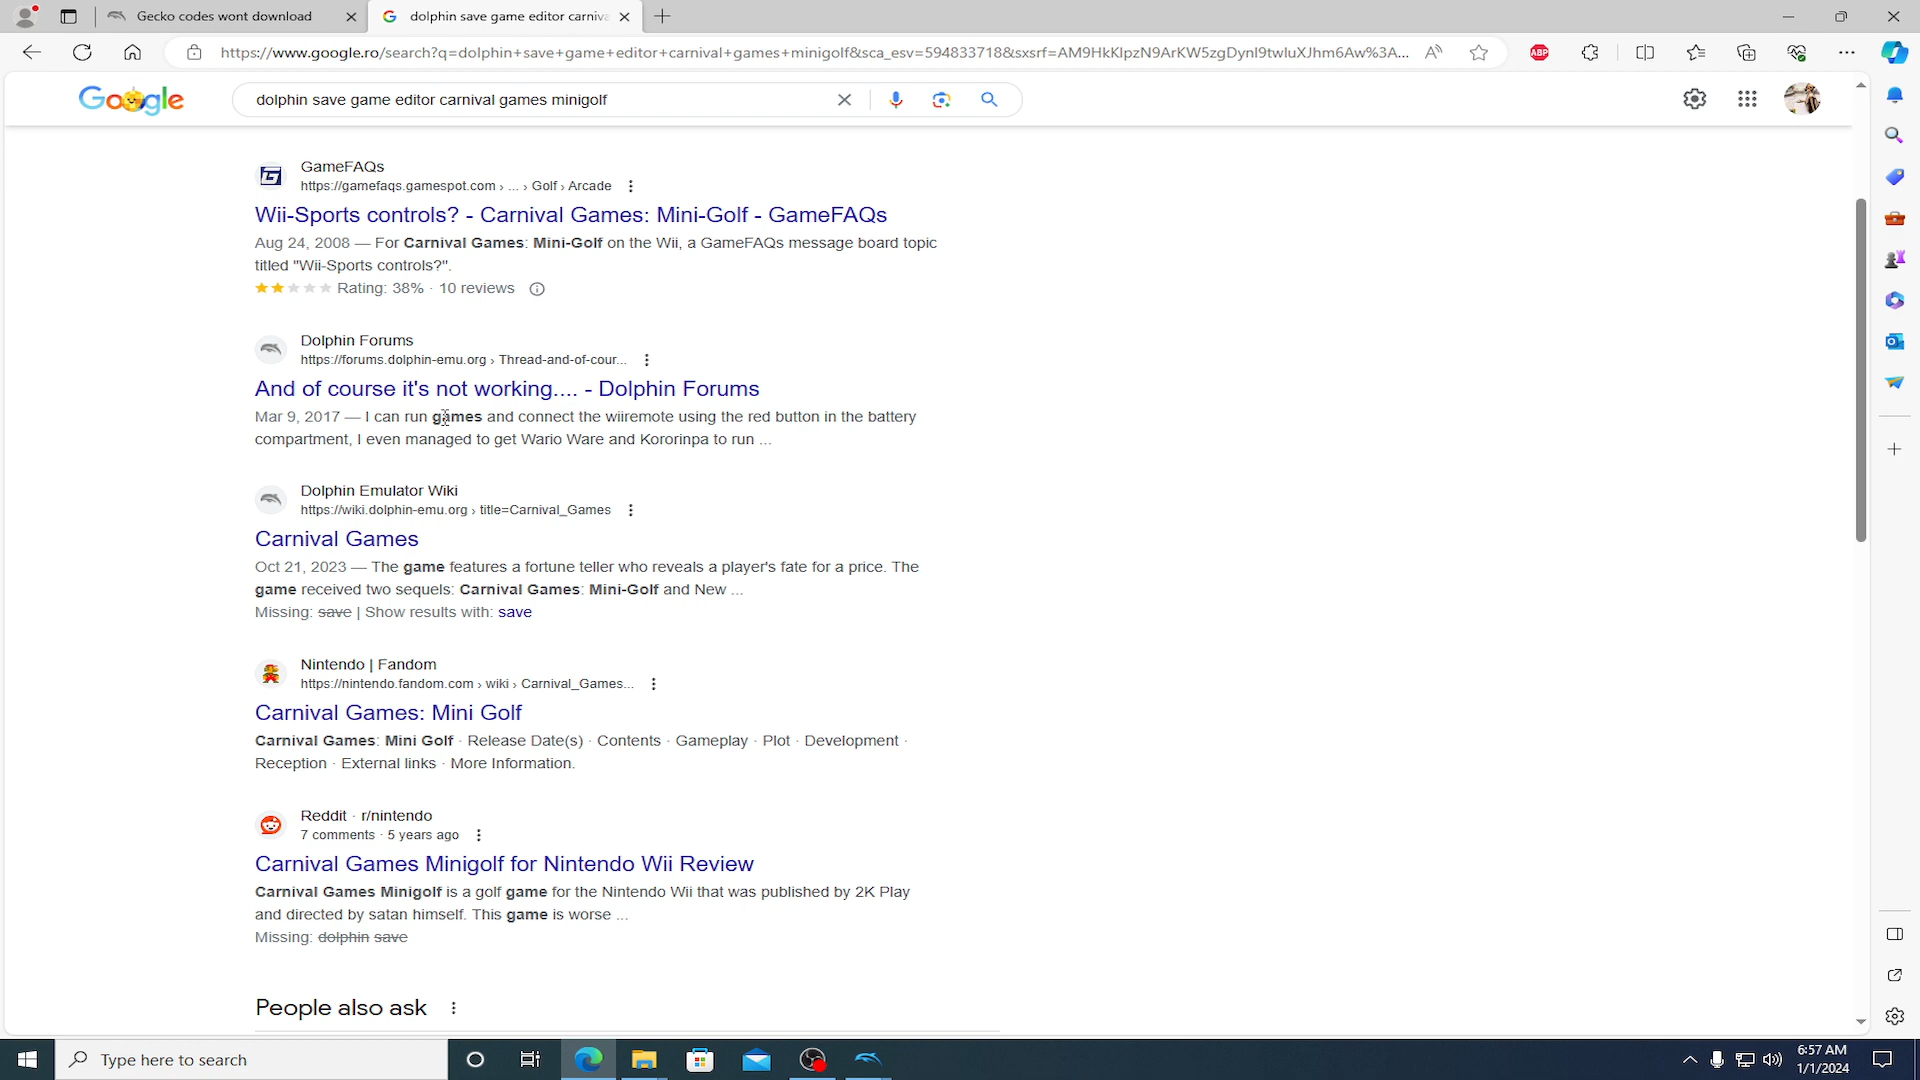 Gecko codes wont download
dolphin save game editor carniva
https://www.google.ro/search?q=dolphin+save+game+editor+carnival+games+minigolf&sca_esv=594833718&sxsrf=AM9HkKlpzN9ArKW5zgDynl9twluXJhm6Aw%3A...
ABP
Google
dolphin save game editor carnival games minigolf
GameFAQs
https://gamefaqs.gamespot.com › ... › Golf › Arcade
Wii-Sports controls? - Carnival Games: Mini-Golf - GameFAQs
Aug 24, 2008 — For Carnival Games: Mini-Golf on the Wii, a GameFAQs message board topic
titled "Wii-Sports controls?".
Rating: 38% · 10 reviews
Dolphin Forums
https://forums.dolphin-emu.org › Thread-and-of-cour...
And of course it's not working.... - Dolphin Forums
Mar 9, 2017 — I can run games and connect the wiiremote using the red button in the battery
compartment, I even managed to get Wario Ware and Kororinpa to run ...
Dolphin Emulator Wiki
https://wiki.dolphin-emu.org › title=Carnival_Games
Carnival Games
Oct 21, 2023 — The game features a fortune teller who reveals a player's fate for a price. The
game received two sequels: Carnival Games: Mini-Golf and New ...
Missing: save | Show results with: save
Nintendo | Fandom
https://nintendo.fandom.com › wiki › Carnival_Games...
Carnival Games: Mini Golf
Carnival Games: Mini Golf · Release Date(s) · Contents · Gameplay · Plot · Development ·
Reception · External links · More Information.
Reddit · r/nintendo
7 comments · 5 years ago
Carnival Games Minigolf for Nintendo Wii Review
Carnival Games Minigolf is a golf game for the Nintendo Wii that was published by 2K Play
and directed by satan himself. This game is worse ...
Missing: dolphin save
People also ask
Type here to search
6:57 AM
1/1/2024